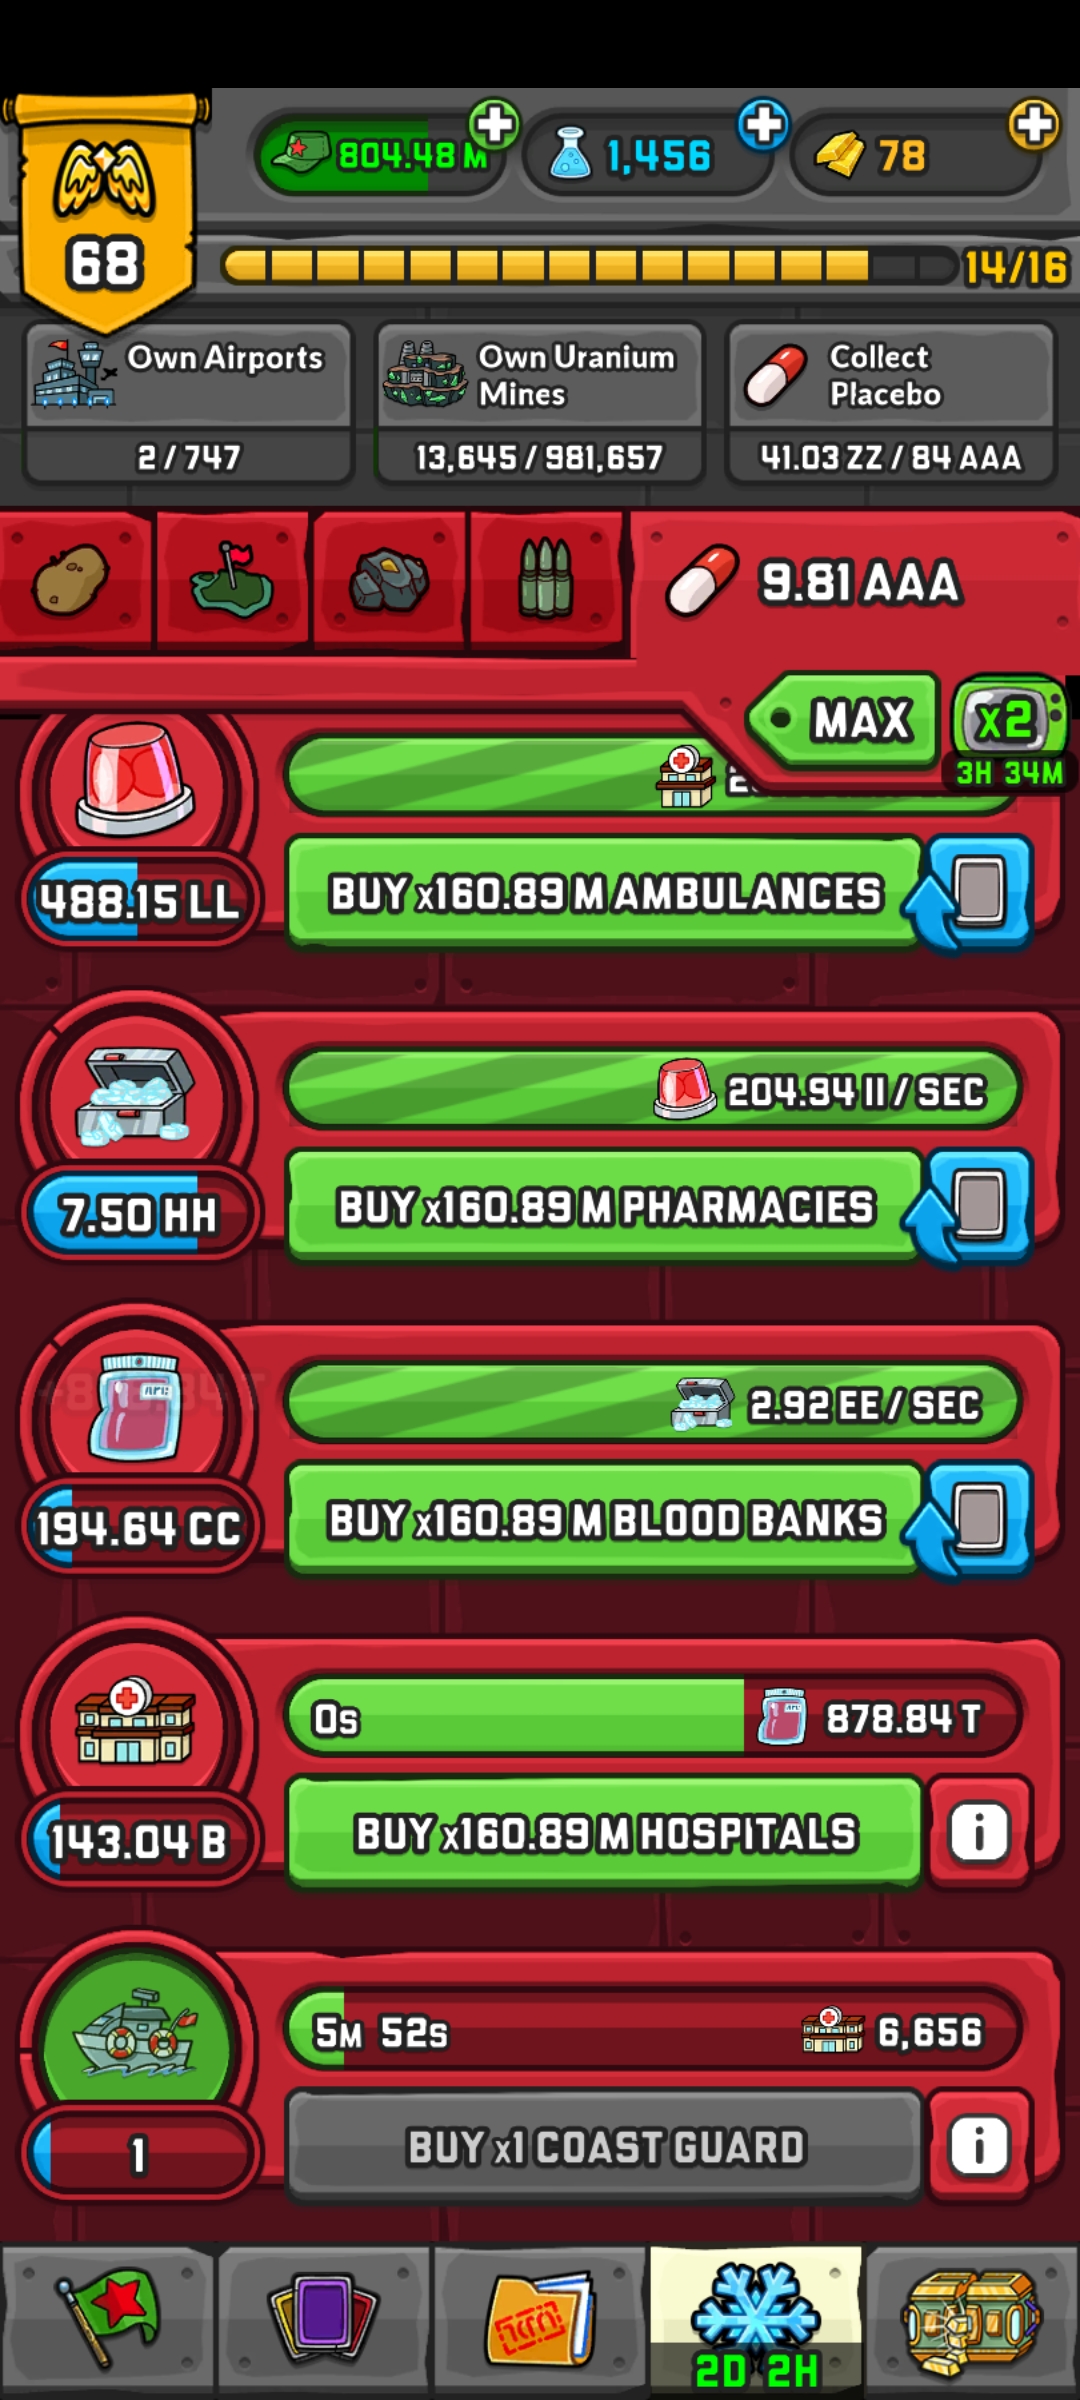 804.48 M
1,456
78
68
14/16
Own Airports
2 / 747
Own Uranium
Mines
13,645 / 981,657
Collect
Placebo
41.03 ZZ / 84 AAA
9.81 AAA
MAX
x2
3H 34M
488.15 LL
BUY x160.89 M AMBULANCES
204.94 II / SEC
7.50 HH
BUY x160.89 M PHARMACIES
2.92 EE / SEC
194.64 CC
BUY x160.89 M BLOOD BANKS
0s
878.84 T
143.04 B
BUY x160.89 M HOSPITALS
5M 52s
6,656
1
BUY x1 COAST GUARD
2D 2H